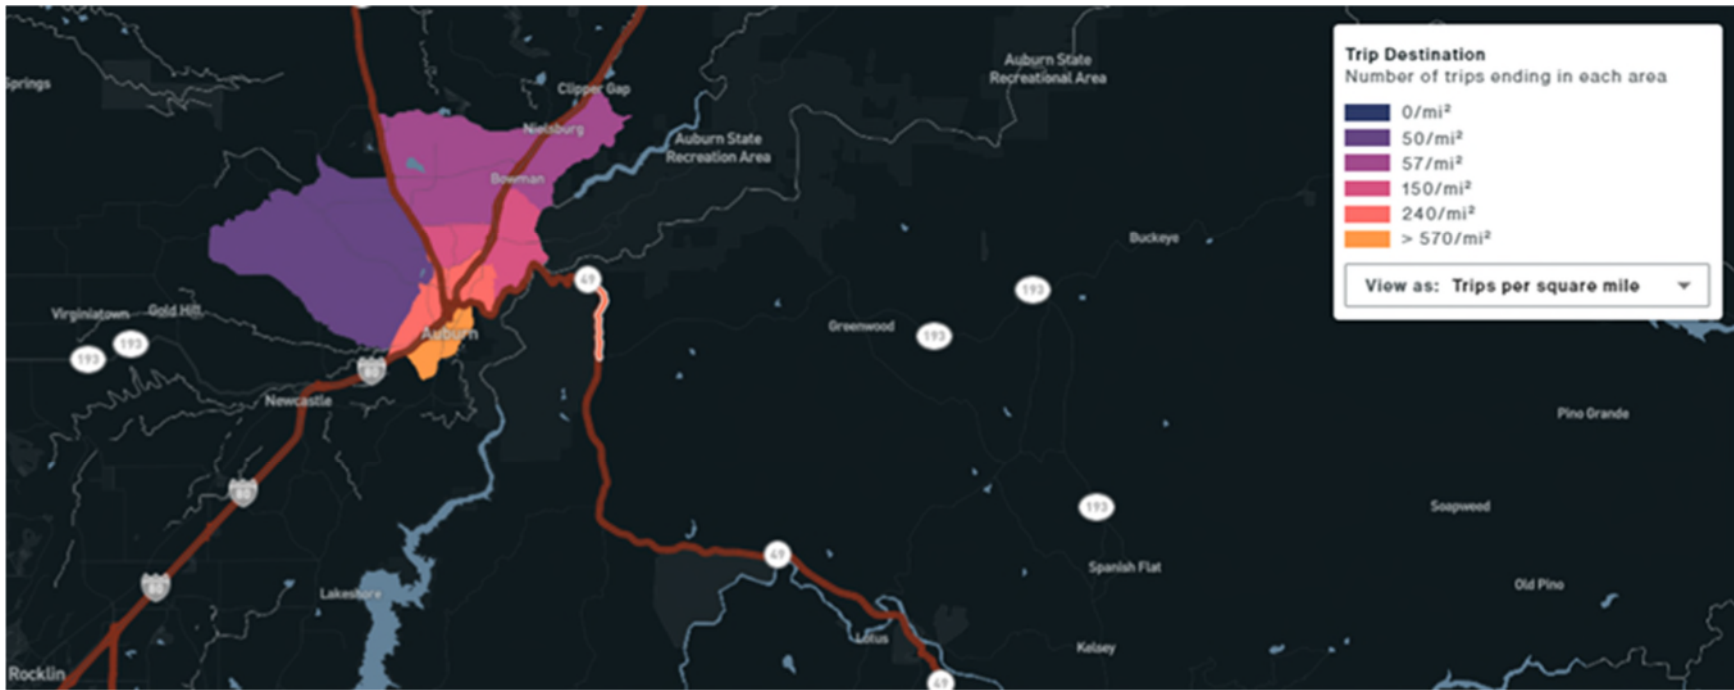 Springs
Clipper Gap
Nielsburg
Auburn State
Recreation Area
Auburn State
Recreational Area
Bowman
Trip Destination
Number of trips ending in each area
0/mi²
50/mi²
57/mi²
150/mi²
240/mi²
> 570/mi²
View as: Trips per square mile
Buckeye
49
193
Virginiatown
Gold Hill
193
193
Auburn
Greenwood
193
80
Newcastle
Pino Grande
80
193
Soapweed
49
80
Lakeshore
Spanish Flat
Old Pino
Lotus
Kelsey
Rocklin
49